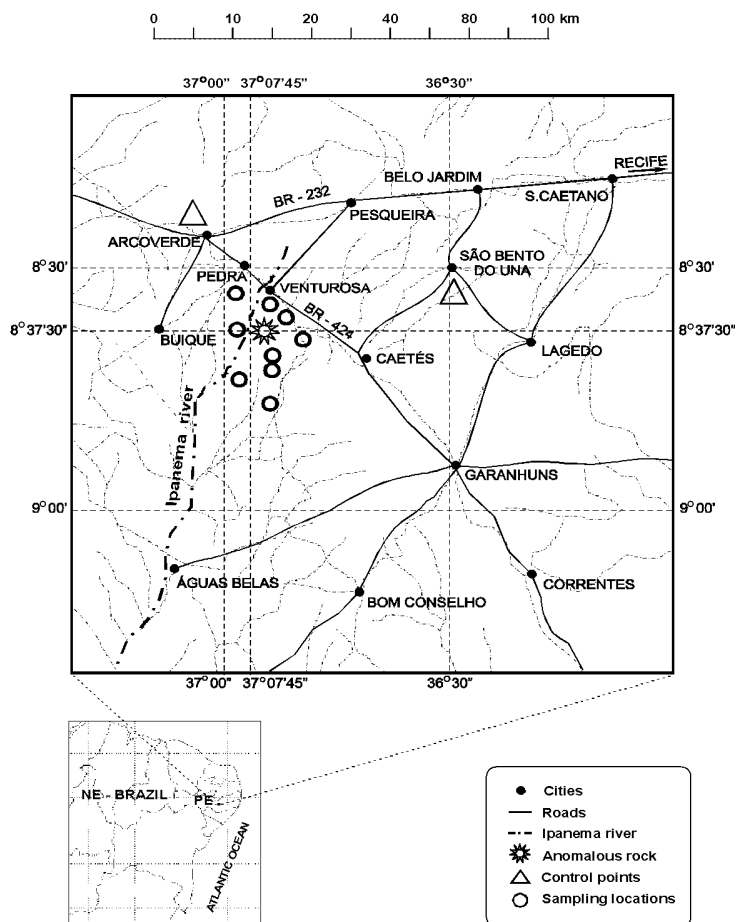 0 10 20 30 60 80 100 km
37°00" 37°07'45" 36°30"
RECIFE
BELO JARDIM
BR - 232
S.CAETANO
PESQUEIRA
ARCOVERDE
SÃO BENTO
DO UNA
8°30' 8°30'
PEDRA
VENTUROSA
BR - 424
8°37'30" 8°37'30"
BUIQUE
LAGEDO
CAETÉS
Ipanema river
GARANHUNS
9°00' 9°00'
ÁGUAS BELAS
CORRENTES
BOM CONSELHO
37°00" 37°07'45" 36°30"
NE - BRAZIL PE
ATLANTIC OCEAN
Cities
Roads
Ipanema river
Anomalous rock
Control points
Sampling locations